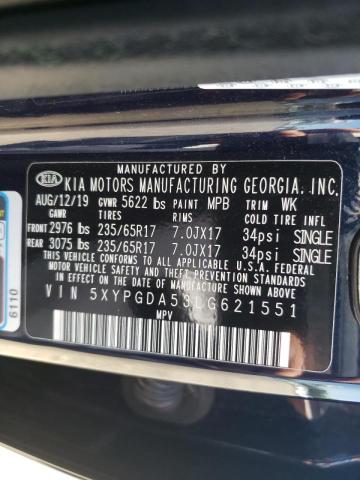 MANUFACTURED BY
KIA KIA MOTORS MANUFACTURING GEORGIA, INC.
AUG/12/19 GVWR 5622 lbs PAINT MPB TRIM WK
GAWR TIRES RIMS COLD TIRE INFL
FRONT 2976 lbs 235/65R17 7.0JX17 34psi SINGLE
REAR 3075 lbs 235/65R17 7.0JX17 34psi SINGLE
THIS VEHICLE CONFORMS TO ALL APPLICABLE U.S.A. FEDERAL
MOTOR VEHICLE SAFETY, BUMPER, AND THEFT PREVENTION
STANDARDS IN EFFECT ON THE DATE OF MANUFACTURE SHOWN ABOVE.
VIN 5XYPGDA53LG621551
MPV
6110